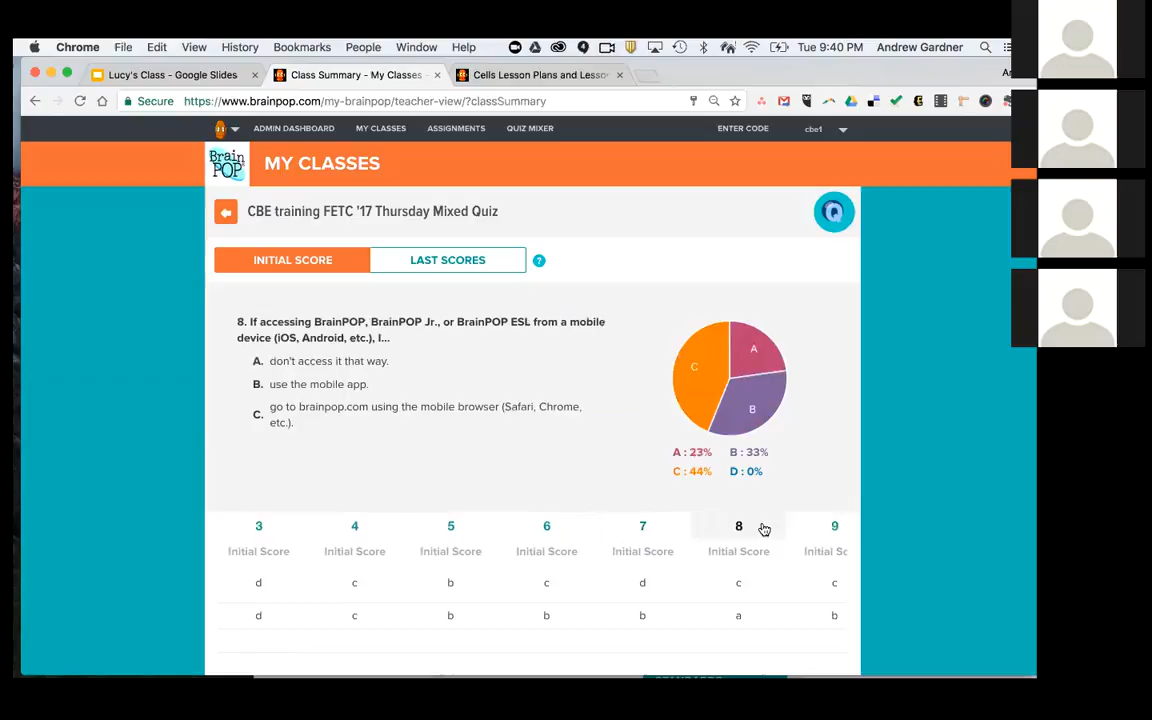 Chrome File Edit View History Bookmarks People Window Help Tue 9:40 PM Andrew Gardner
Lucy's Class - Google Slides × Class Summary - My Classes × Cells Lesson Plans and Lesso ×
Secure https://www.brainpop.com/my-brainpop/teacher-view/?classSummary
ADMIN DASHBOARD MY CLASSES ASSIGNMENTS QUIZ MIXER ENTER CODE cbe1
Brain POP MY CLASSES
CBE training FETC '17 Thursday Mixed Quiz
INITIAL SCORE LAST SCORES ?
8. If accessing BrainPOP, BrainPOP Jr., or BrainPOP ESL from a mobile
device (iOS, Android, etc.), I...
A. don't access it that way.
B. use the mobile app.
C. go to brainpop.com using the mobile browser (Safari, Chrome,
etc.).
A
C
B
A : 23% B : 33%
C : 44% D : 0%
3 4 5 6 7 8 9
Initial Score Initial Score Initial Score Initial Score Initial Score Initial Score Initial Sc
d c b c d c c
d c b b b a b